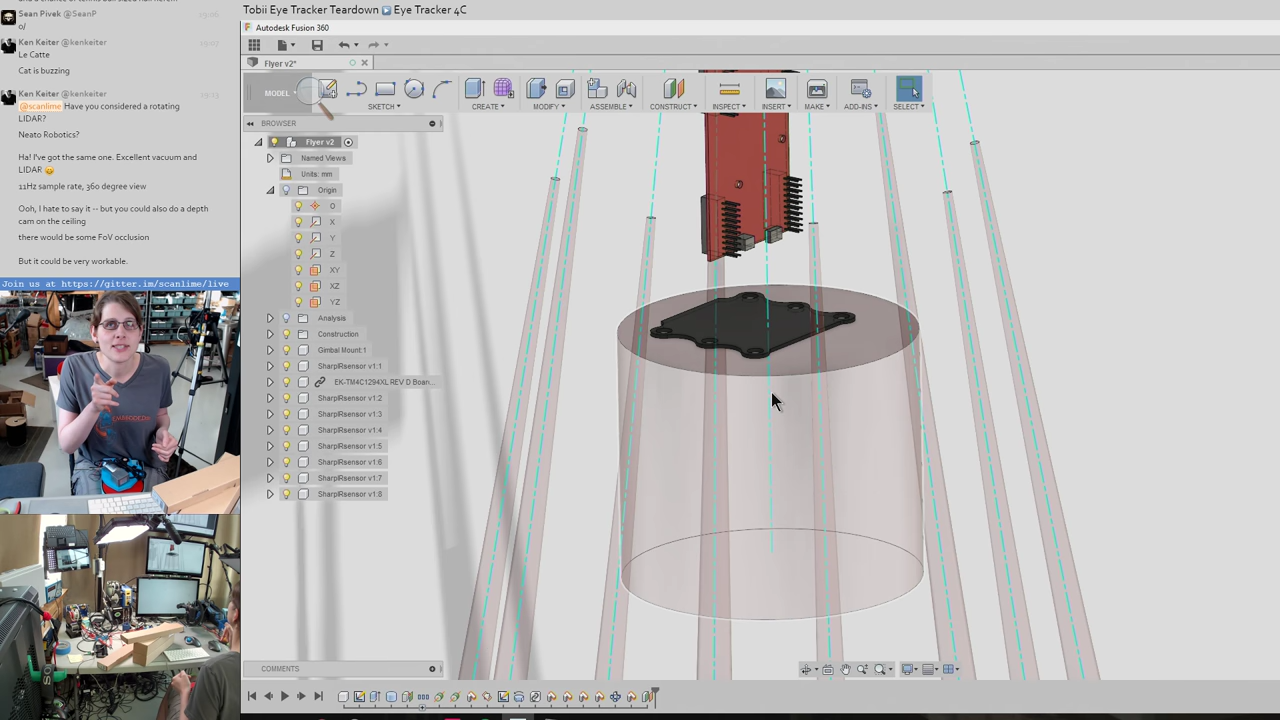 Tobii Eye Tracker Teardown ▶ Eye Tracker 4C
Sean Pivek @SeanP 19:06
o/
Ken Keiter @kenkeiter 19:07
Le Catte
Cat is buzzing
Ken Keiter @kenkeiter 19:14
@scanlime Have you considered a rotating
LIDAR?
Neato Robotics?
Ha! I've got the same one. Excellent vacuum and
LIDAR 😀
11Hz sample rate, 360 degree view
Ooh, I hate to say it -- but you could also do a depth
cam on the ceiling
there would be some FoV occlusion
But it could be very workable.
Join us at https://gitter.im/scanlime/live
Autodesk Fusion 360
Flyer v2*
MODEL
SKETCH
CREATE
MODIFY
ASSEMBLE
CONSTRUCT
INSPECT
INSERT
MAKE
ADD-INS
SELECT
BROWSER
Flyer v2
Named Views
Units: mm
Origin
O
X
Y
Z
XY
XZ
YZ
Analysis
Construction
Gimbal Mount:1
SharpIRsensor v1:1
EK-TM4C1294XL REV D Boar...
SharpIRsensor v1:2
SharpIRsensor v1:3
SharpIRsensor v1:4
SharpIRsensor v1:5
SharpIRsensor v1:6
SharpIRsensor v1:7
SharpIRsensor v1:8
COMMENTS